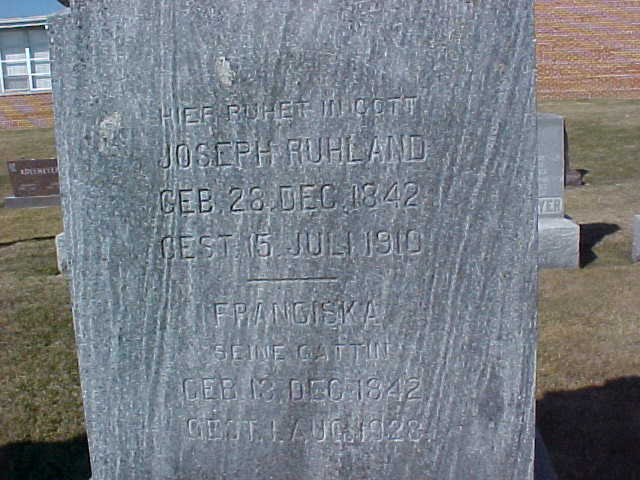 HIER RUHET IN GOTT
JOSEPH RUHLAND
GEB. 28. DEC. 1842
GEST. 15. JULI. 1910
FRANCISKA
SEINE GATTIN
GEB. 13. DEC. 1842
GEST. 1. AUG. 1928.